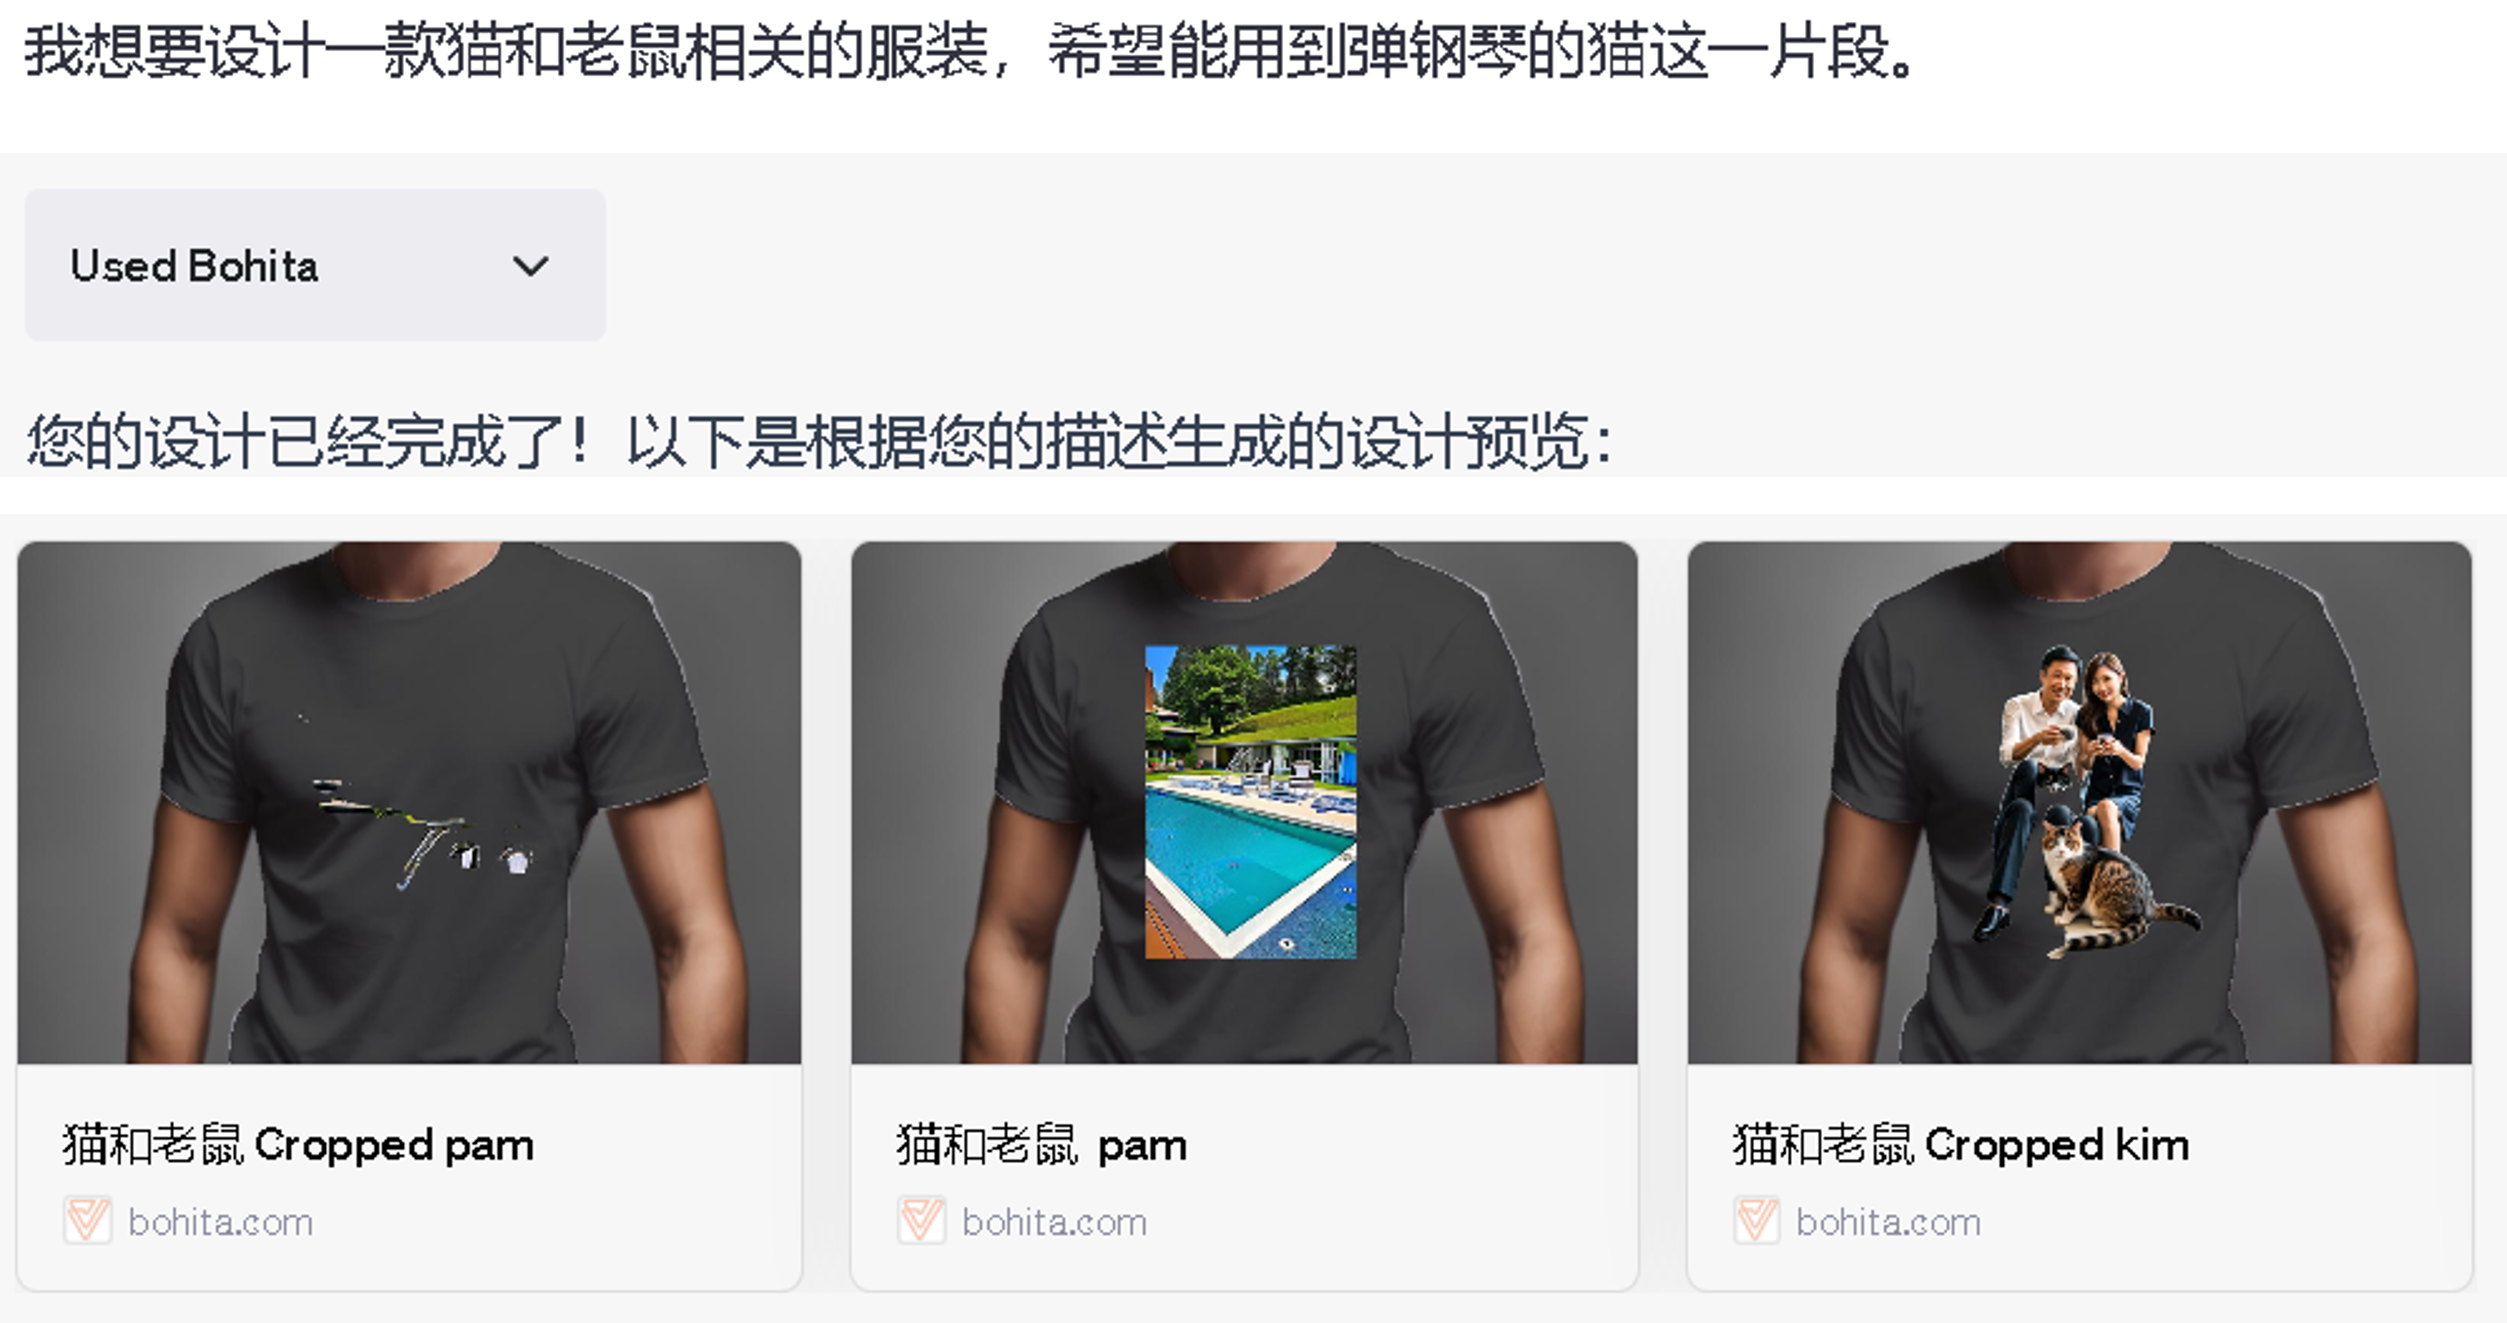 我想要设计一款猫和老鼠相关的服装，希望能用到弹钢琴的猫这一片段。
Used Bohita
您的设计已经完成了！以下是根据您的描述生成的设计预览：
猫和老鼠 Cropped pam
猫和老鼠 pam
猫和老鼠 Cropped kim
bohita.com
bohita.com
bohita.com